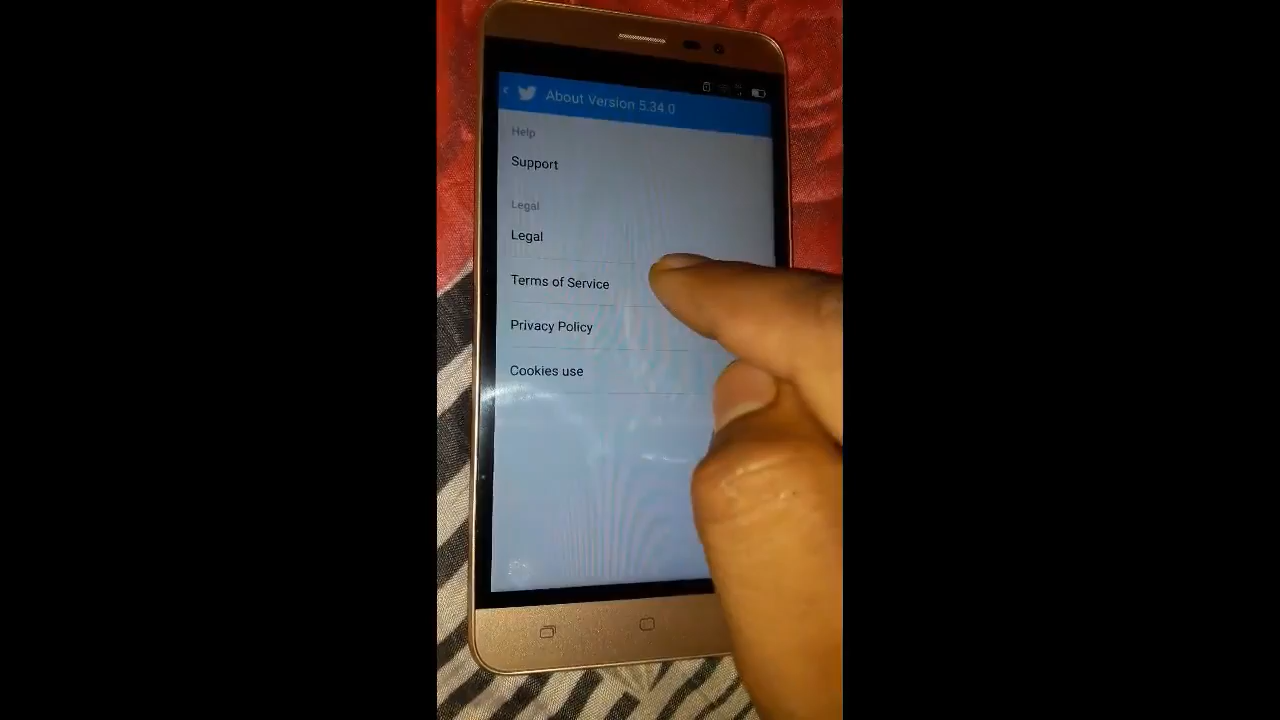 About Version 5.34.0
Help
Support
Legal
Legal
Terms of Service
Privacy Policy
Cookies use